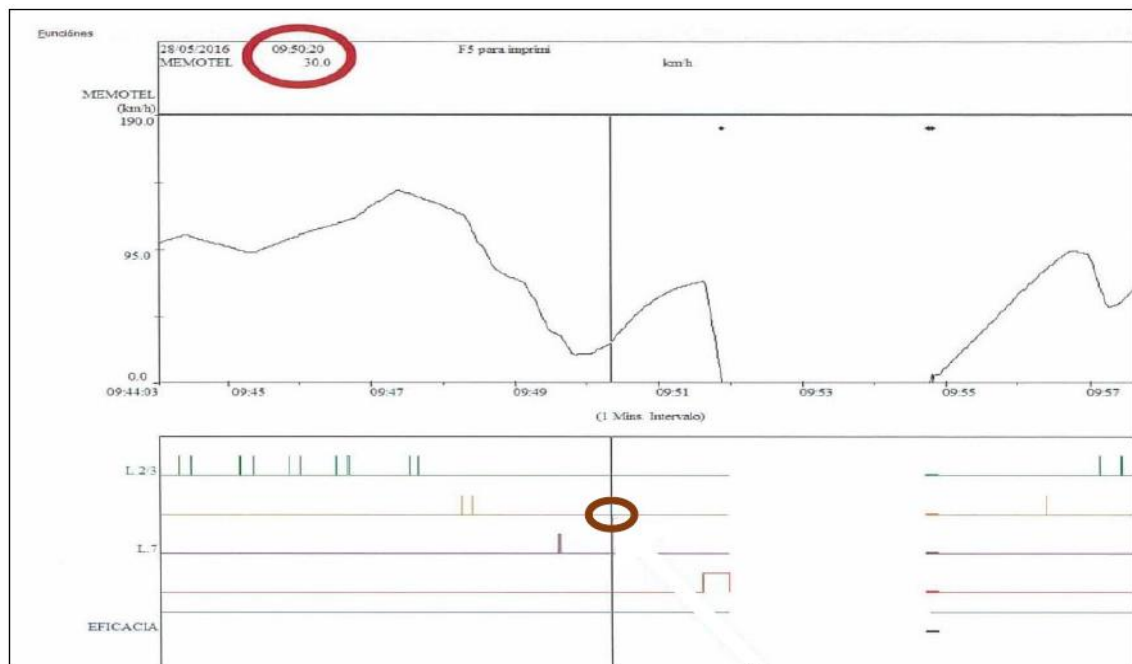 Funciónes
28/05/2016 09:50:20 F5 para imprimi
MEMOTEL 30.0 km/h
MEMOTEL
(km/h)
190.0
95.0
0.0
09:44:03 09:45 09:47 09:49 09:51 09:53 09:55 09:57
(1 Mins. Intervalo)
L.2/3
L.7
EFICACIA